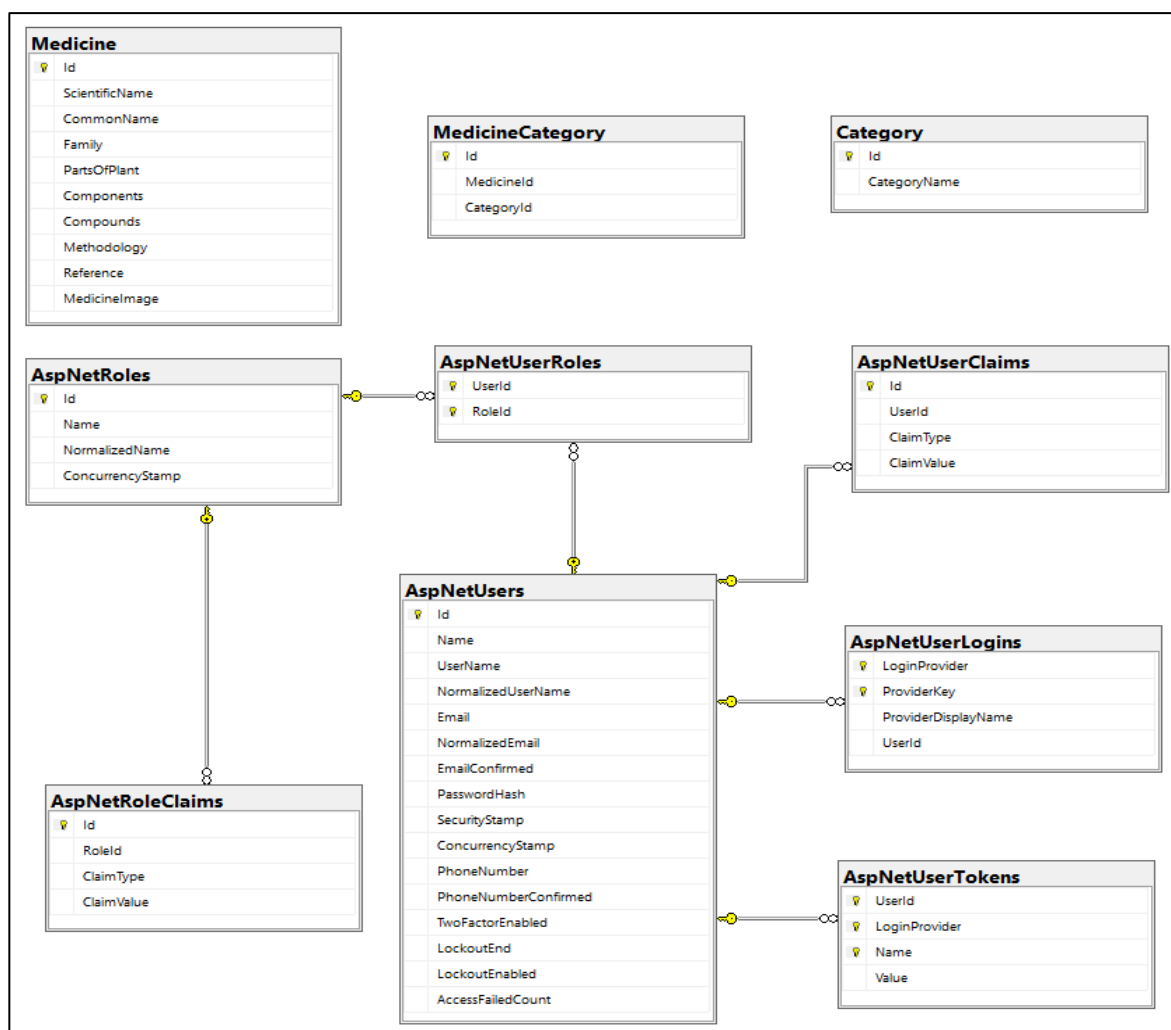 Medicine
Id
ScientificName
CommonName
Family
PartsOfPlant
Components
Compounds
Methodology
Reference
MedicineImage
MedicineCategory
Id
MedicineId
CategoryId
Category
Id
CategoryName
AspNetRoles
Id
Name
NormalizedName
ConcurrencyStamp
AspNetUserRoles
UserId
RoleId
AspNetUserClaims
Id
UserId
ClaimType
ClaimValue
AspNetUsers
Id
Name
UserName
NormalizedUserName
Email
NormalizedEmail
EmailConfirmed
PasswordHash
SecurityStamp
ConcurrencyStamp
PhoneNumber
PhoneNumberConfirmed
TwoFactorEnabled
LockoutEnd
LockoutEnabled
AccessFailedCount
AspNetUserLogins
LoginProvider
ProviderKey
ProviderDisplayName
UserId
AspNetRoleClaims
Id
RoleId
ClaimType
ClaimValue
AspNetUserTokens
UserId
LoginProvider
Name
Value